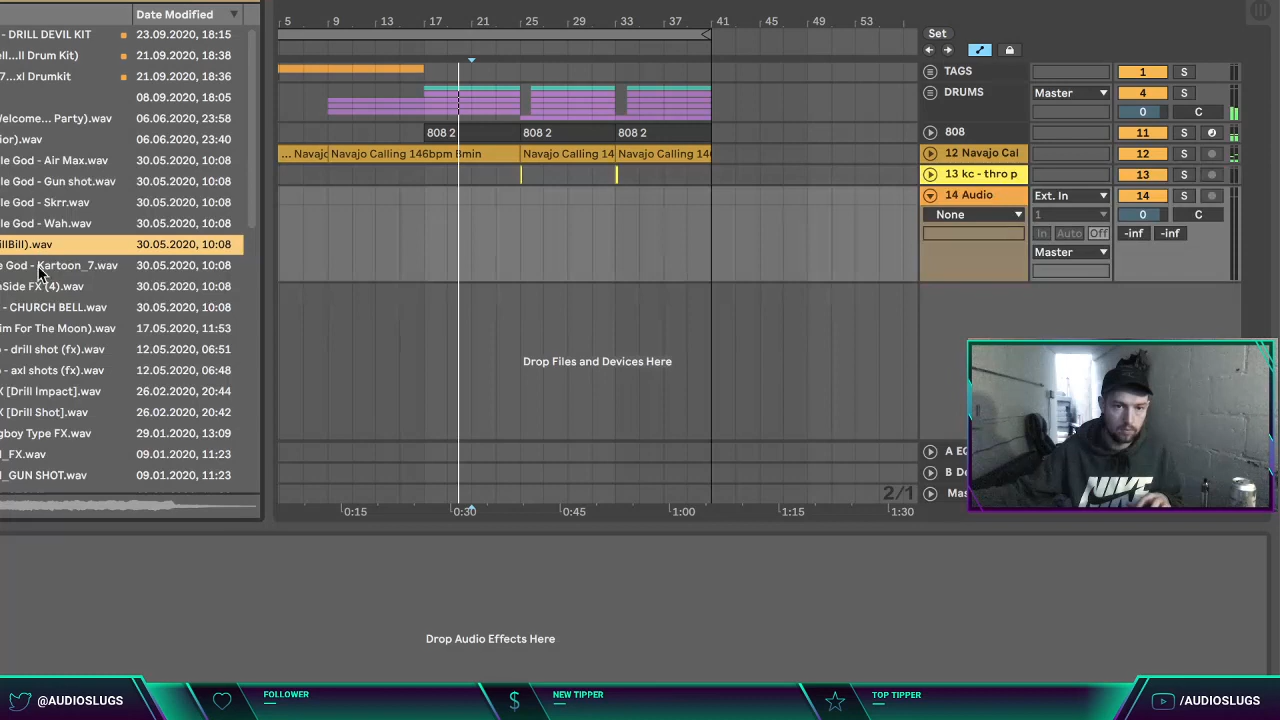 Date Modified
- DRILL DEVIL KIT 23.09.2020, 18:15
ell...ll Drum Kit) 21.09.2020, 18:38
7...xl Drumkit 21.09.2020, 18:36
08.09.2020, 18:05
Welcome... Party).wav 06.06.2020, 23:58
ior).wav 06.06.2020, 23:40
le God - Air Max.wav 30.05.2020, 10:08
le God - Gun shot.wav 30.05.2020, 10:08
le God - Skrr.wav 30.05.2020, 10:08
le God - Wah.wav 30.05.2020, 10:08
illBill).wav 30.05.2020, 10:08
e God - Kartoon_7.wav 30.05.2020, 10:08
nSide FX (4).wav 30.05.2020, 10:08
- CHURCH BELL.wav 30.05.2020, 10:08
im For The Moon).wav 17.05.2020, 11:53
- drill shot (fx).wav 12.05.2020, 06:51
- axl shots (fx).wav 12.05.2020, 06:48
X [Drill Impact].wav 26.02.2020, 20:44
X [Drill Shot].wav 26.02.2020, 20:42
gboy Type FX.wav 29.01.2020, 13:09
l_FX.wav 09.01.2020, 11:23
l_GUN SHOT.wav 09.01.2020, 11:23
5 9 13 17 21 25 29 33 37 41 45 49 53
808 2 808 2 808 2
... Navajo Navajo Calling 146bpm Bmin Navajo Calling 14 Navajo Calling 146
Drop Files and Devices Here
2/1
0:15 0:30 0:45 1:00 1:15 1:30
Set
TAGS 1 S
DRUMS Master 4 S
0 C
808 11 S
12 Navajo Cal 12 S
13 kc - thro p 13 S
14 Audio Ext. In 14 S
None 1 0 C
In Auto Off -inf -inf
Master
A EC
B De
Mas
NIKE
Drop Audio Effects Here
@AUDIOSLUGS
FOLLOWER
NEW TIPPER
TOP TIPPER
/AUDIOSLUGS